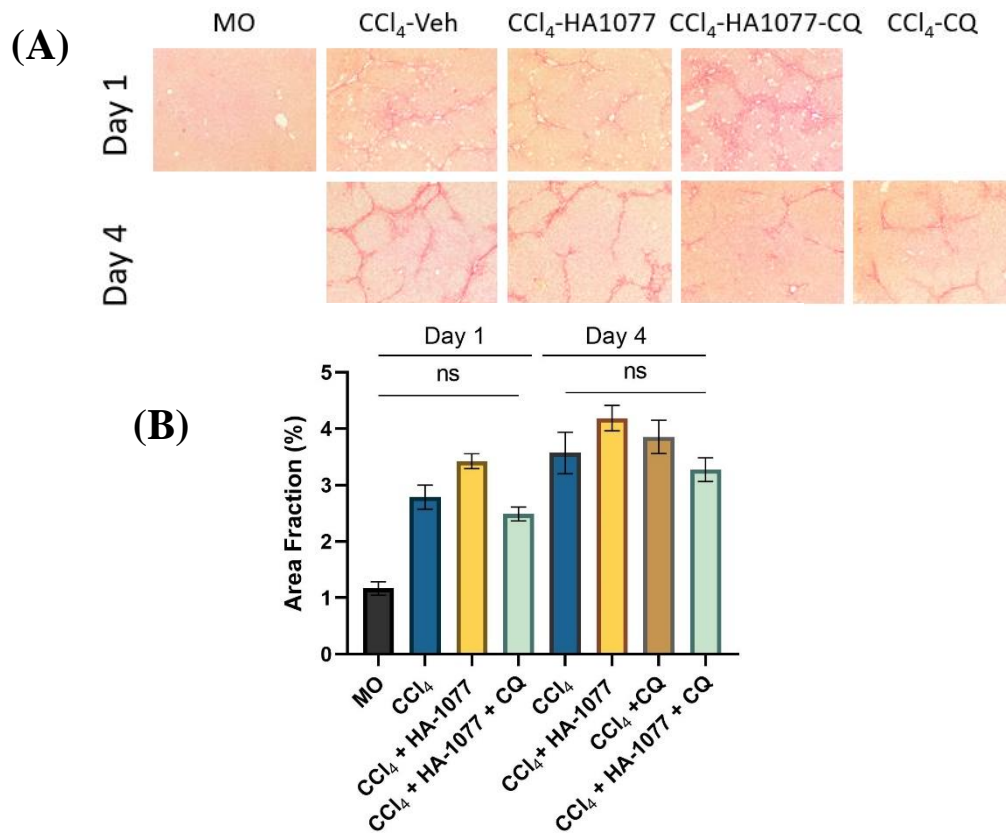 (A)
MO CCl₄-Veh CCl₄-HA1077 CCl₄-HA1077-CQ CCl₄-CQ
Day 1
Day 4
(B)
Day 1 Day 4
ns ns
Area Fraction (%)
5
4
3
2
1
0
MO
CCl₄
CCl₄ + HA-1077
CCl₄ + HA-1077 + CQ
CCl₄
CCl₄+ HA-1077
CCl₄ +CQ
CCl₄ + HA-1077 + CQ